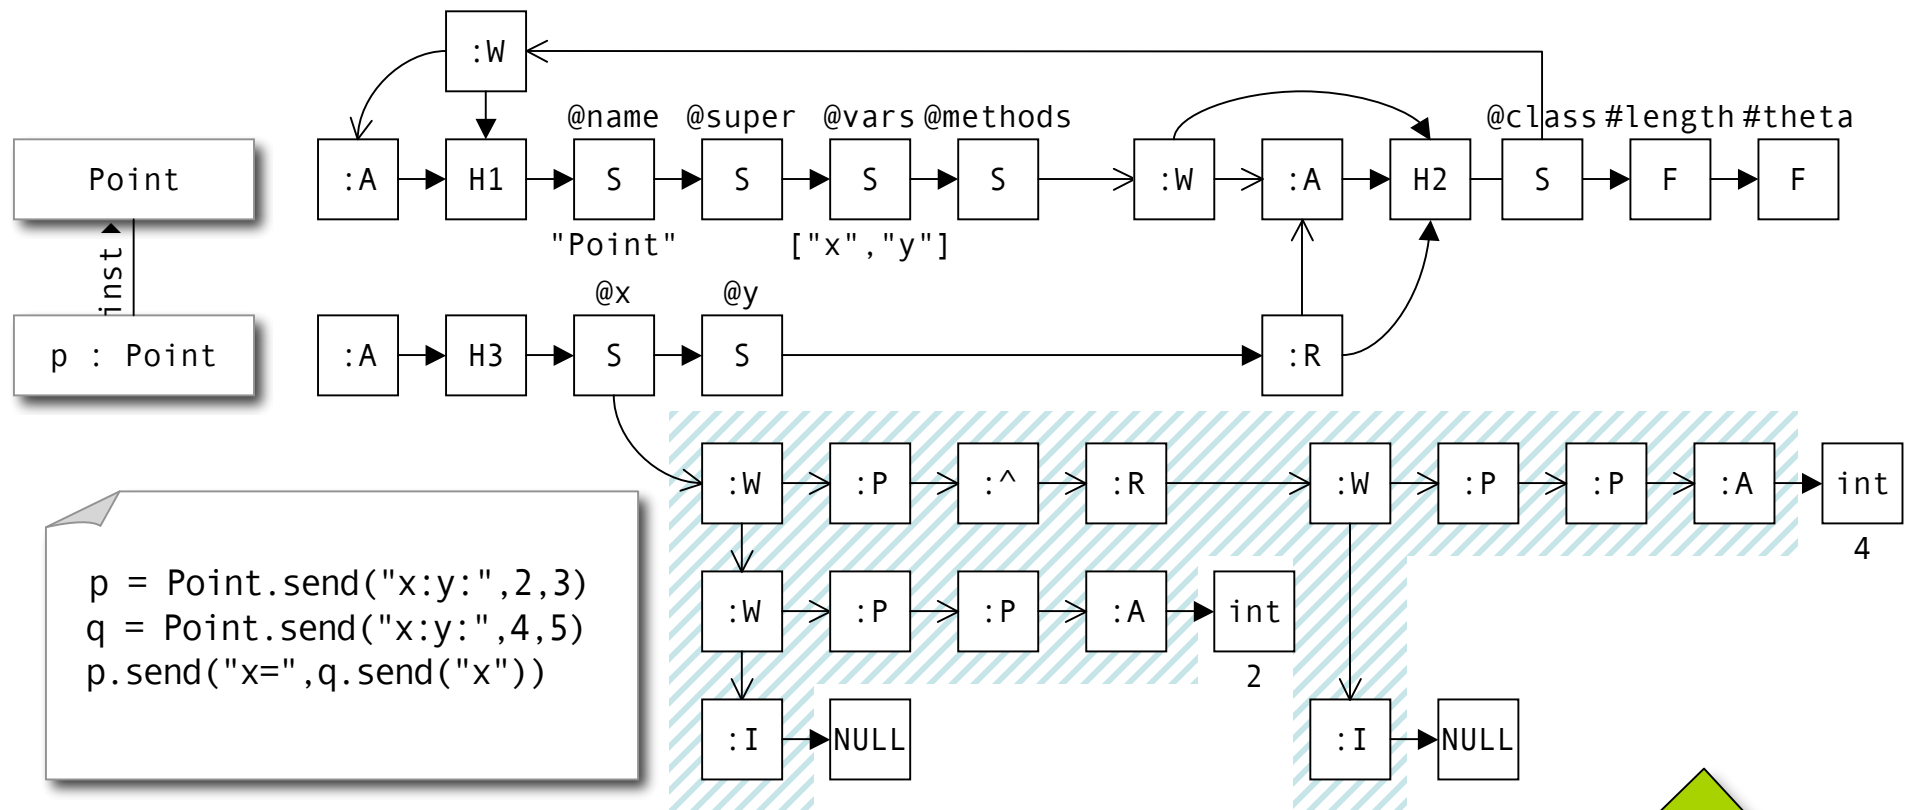 :W
@name @super @vars @methods @class #length #theta
Point
:A H1 S S S S :W :A H2 S F F
"Point" ["x","y"]
inst
@x @y
p : Point
:A H3 S S :R
:W :P :^ :R :W :P :P :A int
4
p = Point.send("x:y:",2,3)
q = Point.send("x:y:",4,5)
p.send("x=",q.send("x"))
:W :P :P :A int
2
:I NULL :I NULL